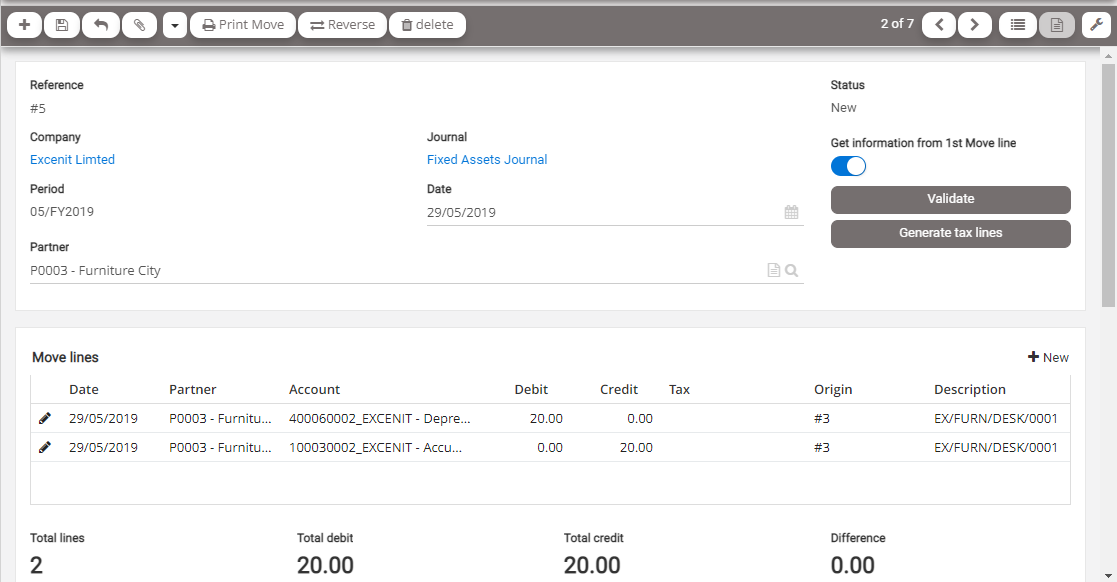 Print Move Reverse delete 2 of 7
Reference
#5
Status
New
Company
Excenit Limted
Journal
Fixed Assets Journal
Get information from 1st Move line
Period
05/FY2019
Date
29/05/2019
Validate
Generate tax lines
Partner
P0003 - Furniture City
Move lines
New
Date Partner Account Debit Credit Tax Origin Description
29/05/2019 P0003 - Furnitu... 400060002_EXCENIT - Depre... 20.00 0.00 #3 EX/FURN/DESK/0001
29/05/2019 P0003 - Furnitu... 100030002_EXCENIT - Accu... 0.00 20.00 #3 EX/FURN/DESK/0001
Total lines Total debit Total credit Difference
2 20.00 20.00 0.00